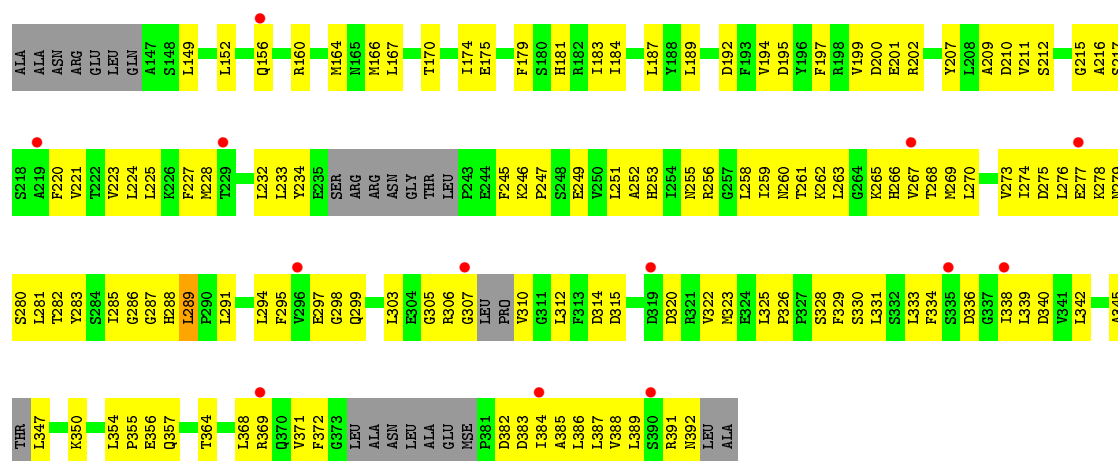 ALA ALA ASN ARG GLU LEU GLN A147 S148 L149 L152 Q156 R160 M164 N165 M166 L167 T170 I174 E175 F179 S180 H181 R182 I183 I184 L187 Y188 L189 D192 F193 V194 D195 Y196 F197 R198 V199 D200 E201 R202 Y207 L208 A209 D210 V211 S212 G215 A216 S217
S218 A219 F220 V221 T222 V223 L224 L225 K226 F227 M228 T229 L232 L233 Y234 E235 SER ARG ARG ASN GLY THR LEU P243 E244 F245 K246 P247 S248 E249 V250 L251 A252 H253 I254 N255 R256 G257 L258 I259 N260 T261 K262 L263 G264 K265 H266 V267 T268 M269 L270 V273 I274 D275 L276 E277 K278 N279
S280 L281 T282 Y283 S284 I285 G286 G287 H288 L289 P290 L291 L294 F295 V296 E297 G298 Q299 L303 E304 G305 R306 G307 LEU PRO V310 G311 L312 F313 D314 D315 D319 D320 R321 V322 M323 E324 L325 P326 P327 S328 F329 S330 L331 S332 L333 F334 S335 D336 G337 I338 L339 D340 V341 L342 A345
THR L347 K350 L354 P355 E356 Q357 T364 L368 R369 Q370 V371 F372 G373 LEU ALA ASN LEU ALA GLU MSE P381 D382 D383 I384 A385 L386 L387 V388 L389 S390 R391 N392 LEU ALA